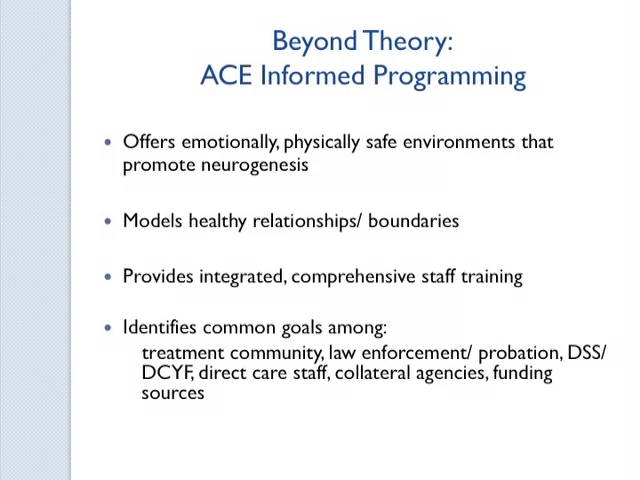 Beyond Theory:
ACE Informed Programming
• Offers emotionally, physically safe environments that
promote neurogenesis
• Models healthy relationships/ boundaries
• Provides integrated, comprehensive staff training
• Identifies common goals among:
treatment community, law enforcement/ probation, DSS/
DCYF, direct care staff, collateral agencies, funding
sources